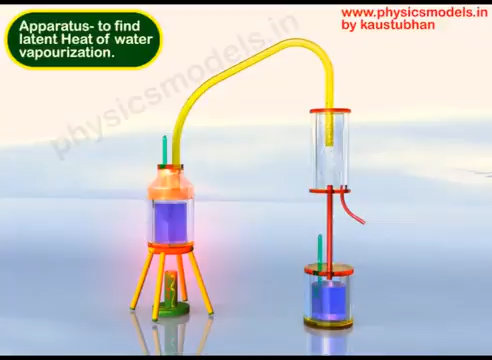 Apparatus- to find
latent Heat of water
vapourization.
www.physicsmodels.in
by kaustubhan
physicsmodels.in